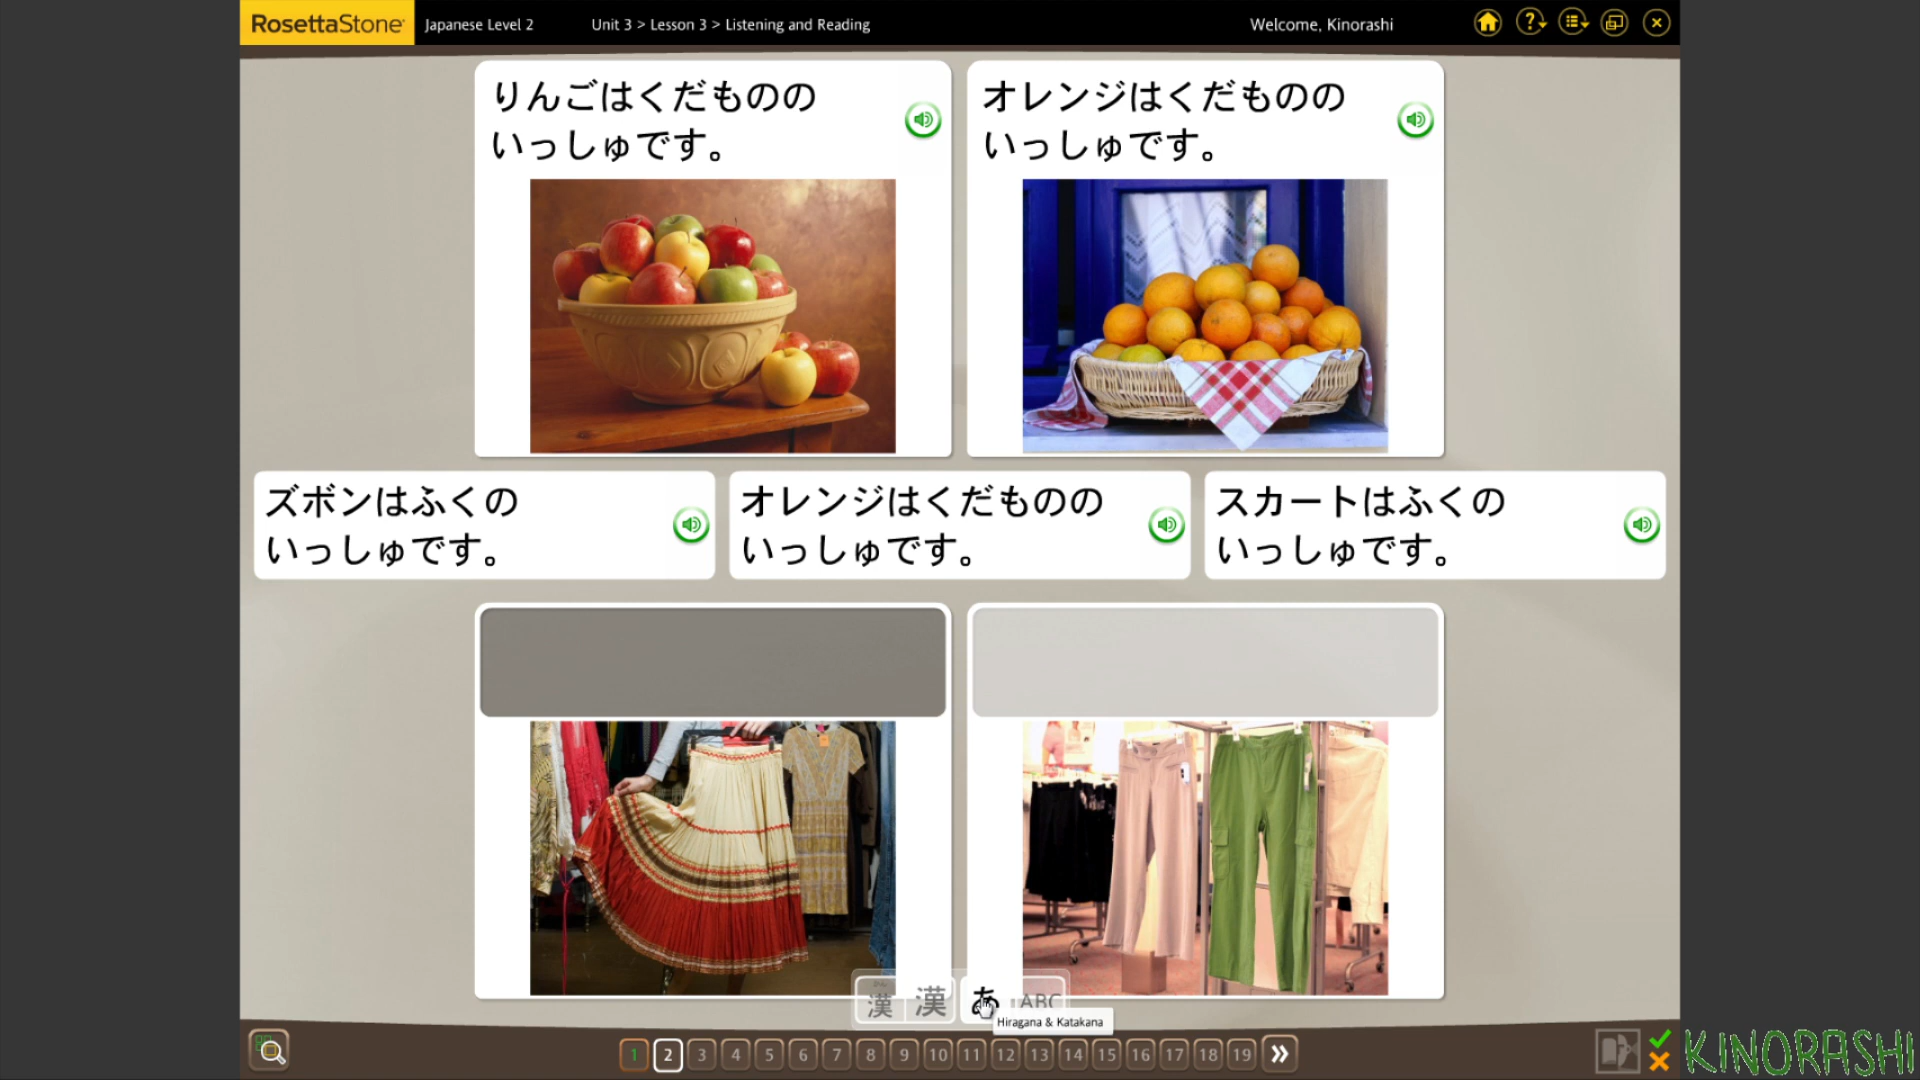 RosettaStone
Japanese Level 2
Unit 3 > Lesson 3 > Listening and Reading
Welcome, Kinorashi
りんごはくだものの
いっしゅです。
オレンジはくだものの
いっしゅです。
ズボンはふくの
いっしゅです。
オレンジはくだものの
いっしゅです。
スカートはふくの
いっしゅです。
漢
漢
あ
ABC
Hiragana & Katakana
1 2 3 4 5 6 7 8 9 10 11 12 13 14 15 16 17 18 19
KINORASHI